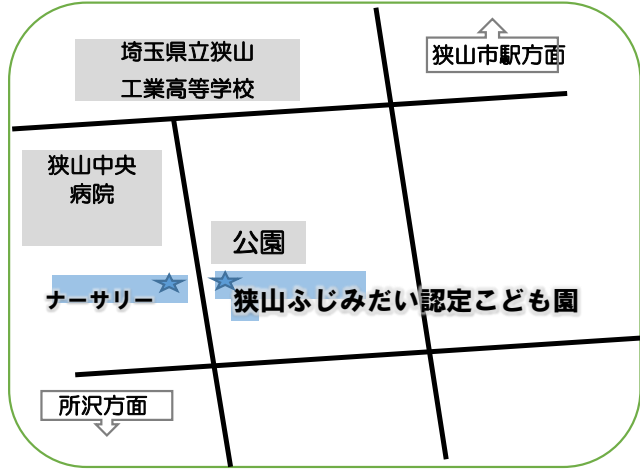 埼玉県立狭山
工業高等学校
狭山市駅方面
狭山中央
病院
公園
ナーサリー
狭山ふじみだい認定こども園
所沢方面